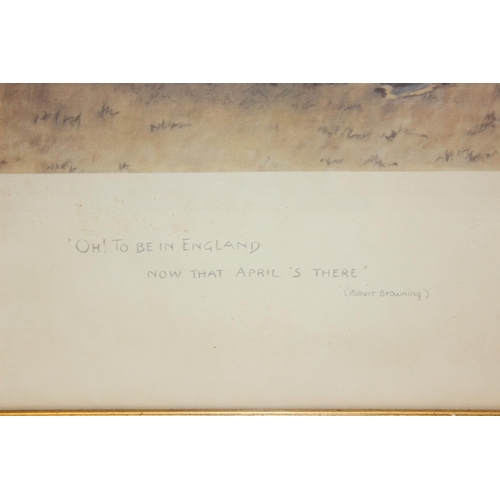 "OH! TO BE IN ENGLAND
NOW THAT APRIL 'S THERE"
(Robert Browning)